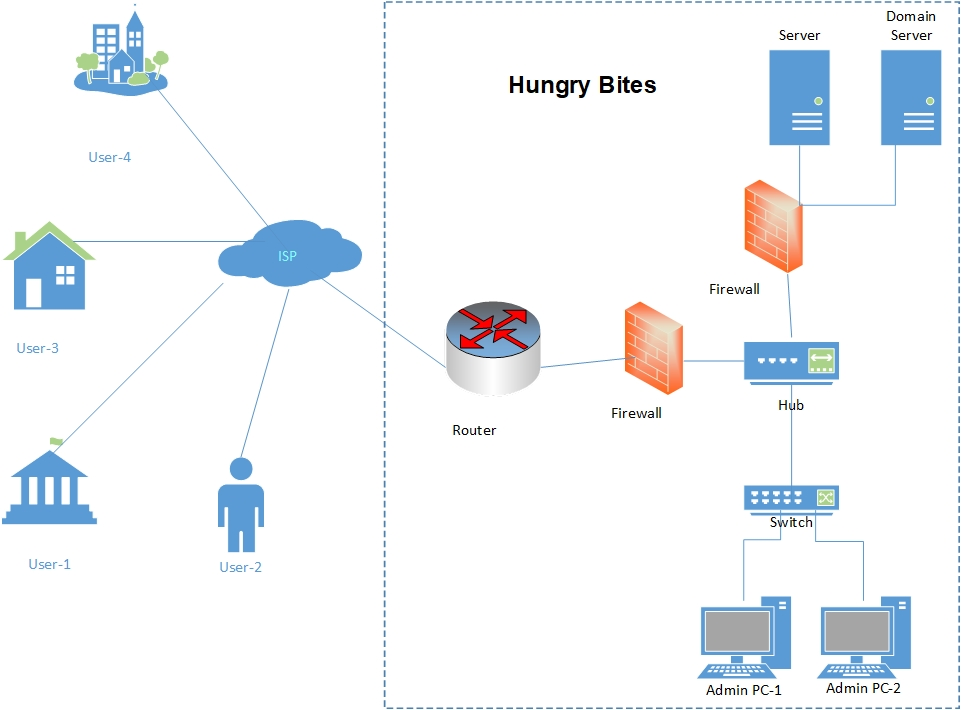 Domain
Server
Server
Hungry Bites
User-4
ISP
Firewall
User-3
Hub
Firewall
Router
Switch
User-1
User-2
Admin PC-1
Admin PC-2